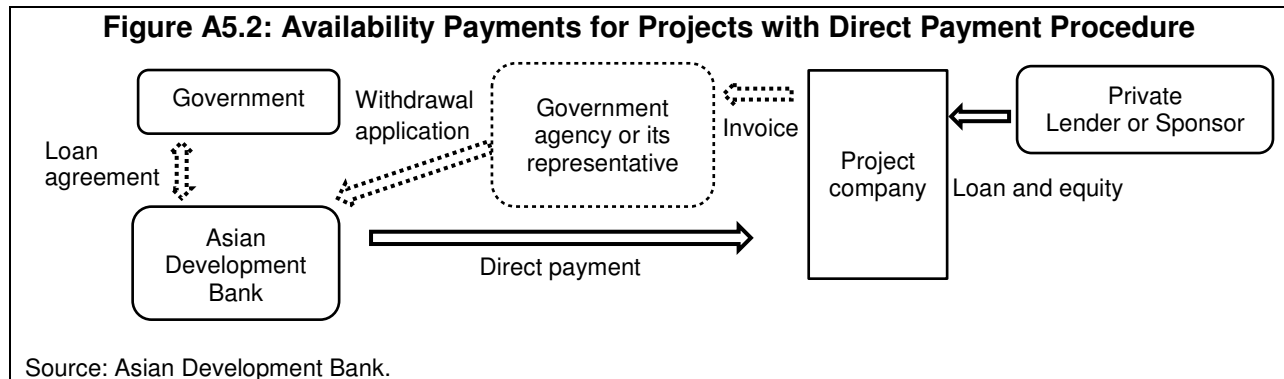 Figure A5.2: Availability Payments for Projects with Direct Payment Procedure
Government
Withdrawal
application
Government
agency or its
representative
Invoice
Project
company
Private
Lender or Sponsor
Loan and equity
Loan
agreement
Asian
Development
Bank
Direct payment
Source: Asian Development Bank.